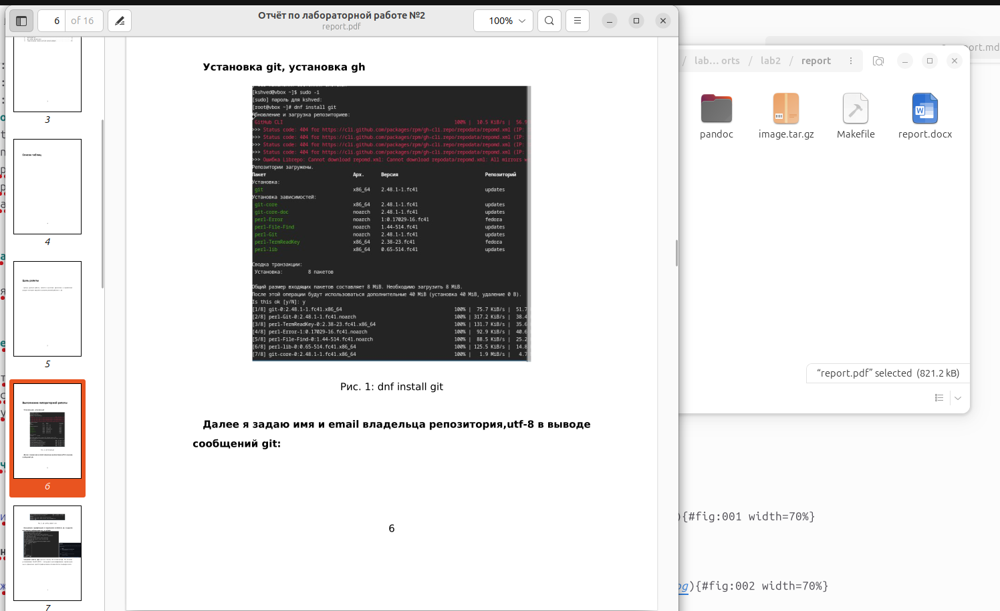 6 of 16
Отчёт по лабораторной работе №2
report.pdf
100%
3
Список таблиц
4
Цель работы
5
Выполнение лабораторной работы
6
7
Установка git, установка gh
[kshved@vbox ~]$ sudo -i
[sudo] пароль для kshved:
[root@vbox ~]# dnf install git
Обновление и загрузка репозиториев:
GitHub CLI 100% | 10.5 KiB/s | 56.9
>>> Status code: 404 for https://cli.github.com/packages/rpm/gh-cli.repo/repodata/repomd.xml (IP:
>>> Status code: 404 for https://cli.github.com/packages/rpm/gh-cli.repo/repodata/repomd.xml (IP:
>>> Status code: 404 for https://cli.github.com/packages/rpm/gh-cli.repo/repodata/repomd.xml (IP:
>>> Status code: 404 for https://cli.github.com/packages/rpm/gh-cli.repo/repodata/repomd.xml (IP:
>>> Ошибка Librepo: Cannot download repomd.xml: Cannot download repodata/repomd.xml: All mirrors w
Репозитории загружены.
Пакет Арх. Версия Репозиторий
Установка:
git x86_64 2.48.1-1.fc41 updates
Установка зависимостей:
git-core x86_64 2.48.1-1.fc41 updates
git-core-doc noarch 2.48.1-1.fc41 updates
perl-Error noarch 1:0.17029-16.fc41 fedora
perl-File-Find noarch 1.44-514.fc41 updates
perl-Git noarch 2.48.1-1.fc41 updates
perl-TermReadKey x86_64 2.38-23.fc41 fedora
perl-lib x86_64 0.65-514.fc41 updates
Сводка транзакции:
Установка: 8 пакетов
Общий размер входящих пакетов составляет 8 MiB. Необходимо загрузить 8 MiB.
После этой операции будут использоваться дополнительные 40 MiB (установка 40 MiB, удаление 0 B).
Is this ok [y/N]: y
[1/8] git-0:2.48.1-1.fc41.x86_64 100% | 75.7 KiB/s | 51.7
[2/8] perl-Git-0:2.48.1-1.fc41.noarch 100% | 317.2 KiB/s | 38.4
[3/8] perl-TermReadKey-0:2.38-23.fc41.x86_64 100% | 131.7 KiB/s | 35.6
[4/8] perl-Error-1:0.17029-16.fc41.noarch 100% | 92.9 KiB/s | 40.6
[5/8] perl-File-Find-0:1.44-514.fc41.noarch 100% | 88.5 KiB/s | 25.2
[6/8] perl-lib-0:0.65-514.fc41.x86_64 100% | 125.5 KiB/s | 14.8
[7/8] git-core-0:2.48.1-1.fc41.x86_64 100% | 1.9 MiB/s | 4.7
Рис. 1: dnf install git
Далее я задаю имя и email владельца репозитория,utf-8 в выводе
сообщений git:
6
ort.md
/ lab… orts / lab2 / report
pandoc
image.tar.gz
Makefile
report.docx
“report.pdf” selected (821.2 kB)
){#fig:001 width=70%}
og){#fig:002 width=70%}